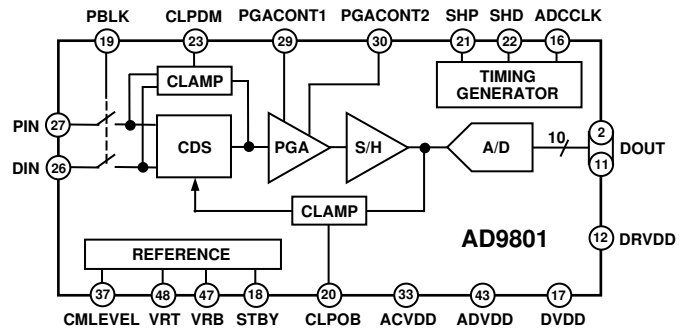 PBLK CLPDM PGACONT1 PGACONT2 SHP SHD ADCCLK
19 23 29 30 21 22 16
CLAMP
TIMING GENERATOR
PIN 27
DIN 26
CDS
PGA
S/H
A/D
10
2
11
DOUT
CLAMP
AD9801
12 DRVDD
REFERENCE
37 48 47 18 20 33 43 17
CMLEVEL VRT VRB STBY CLPOB ACVDD ADVDD DVDD